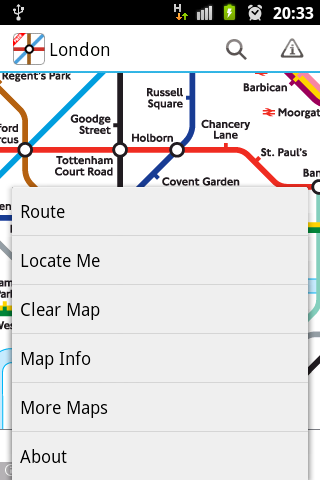 H
20:33
London
Regent's Park
Barbican
Russell
Square
Moorgat
Goodge
Street
Chancery
Lane
ford
rcus
Holborn
St. Paul's
Tottenham
Court Road
Ban
Covent Garden
Route
Locate Me
Clear Map
Map Info
More Maps
About